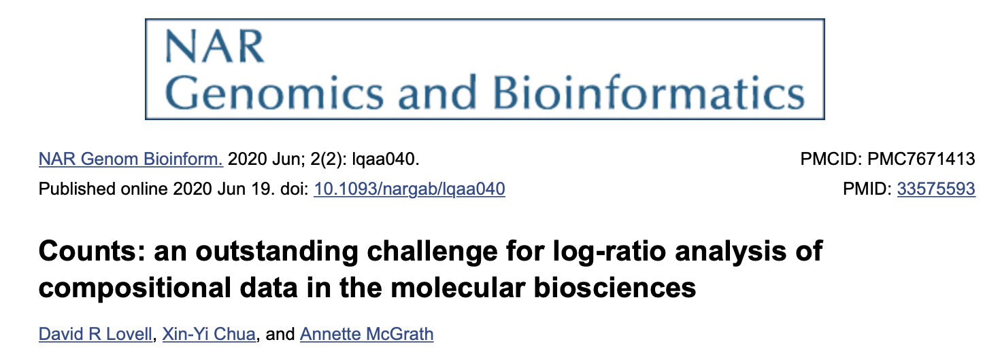 NAR
Genomics and Bioinformatics
NAR Genom Bioinform. 2020 Jun; 2(2): lqaa040. PMCID: PMC7671413
Published online 2020 Jun 19. doi: 10.1093/nargab/lqaa040 PMID: 33575593
Counts: an outstanding challenge for log-ratio analysis of
compositional data in the molecular biosciences
David R Lovell, Xin-Yi Chua, and Annette McGrath